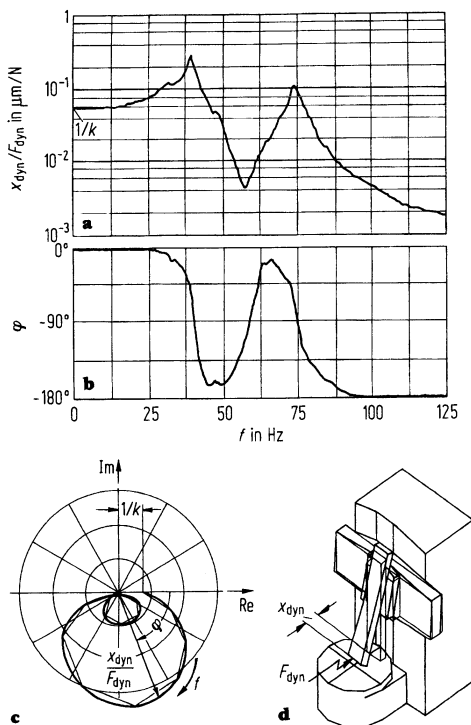 1
10⁻¹
10⁻²
10⁻³
x_dyn/F_dyn in μm/N
1/k
a
0°
-90°
-180°
φ
b
0 25 50 75 100 125
f in Hz
Im
1/k
Re
φ
x_dyn
F_dyn
f
c
x_dyn
F_dyn
d